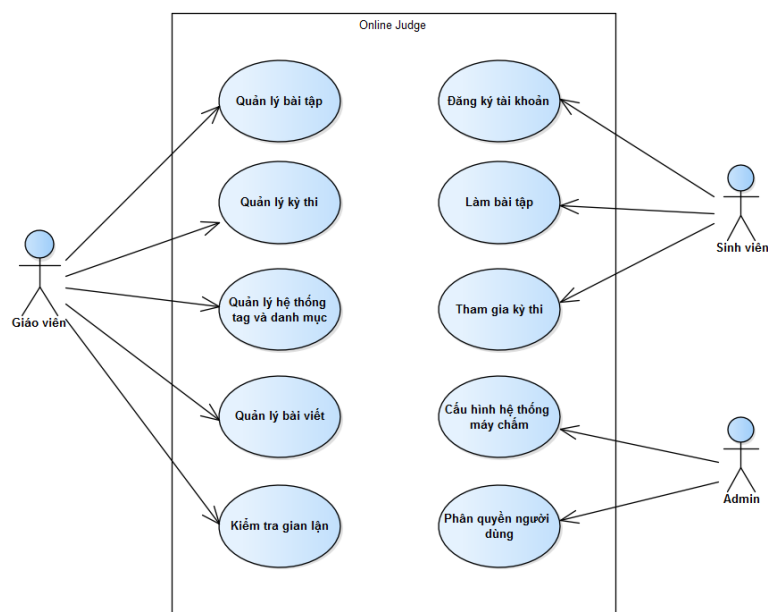 Online Judge
Quản lý bài tập
Đăng ký tài khoản
Quản lý kỳ thi
Làm bài tập
Sinh viên
Giáo viên
Quản lý hệ thống
tag và danh mục
Tham gia kỳ thi
Quản lý bài viết
Cấu hình hệ thống
máy chấm
Admin
Kiểm tra gian lận
Phân quyền người
dùng